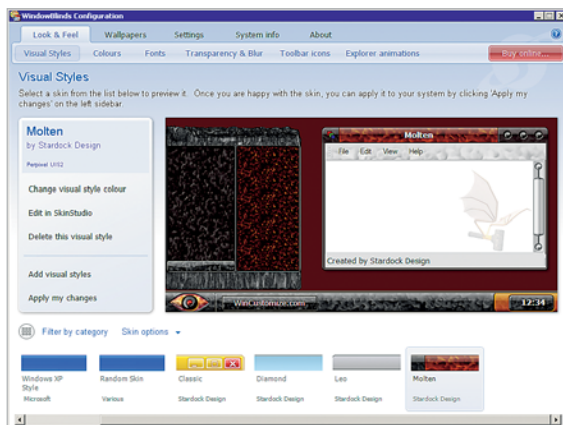 WindowBlinds Configuration
Look & Feel Wallpapers Settings System info About
Visual Styles Colours Fonts Transparency & Blur Toolbar icons Explorer animations Buy online...
Visual Styles
Select a skin from the list below to preview it. Once you are happy with the skin, you can apply it to your system by clicking 'Apply my
changes' on the left sidebar.
Molten
by Stardock Design
UIS2
Change visual style colour
Edit in SkinStudio
Delete this visual style
Add visual styles
Apply my changes
Molten
File Edit View Help
Created by Stardock Design
WinCustomize.com
12:34
Filter by category Skin options
Windows XP Style
Microsoft
Random Skin
Various
Classic
Stardock Design
Diamond
Stardock Design
Leo
Stardock Design
Molten
Stardock Design